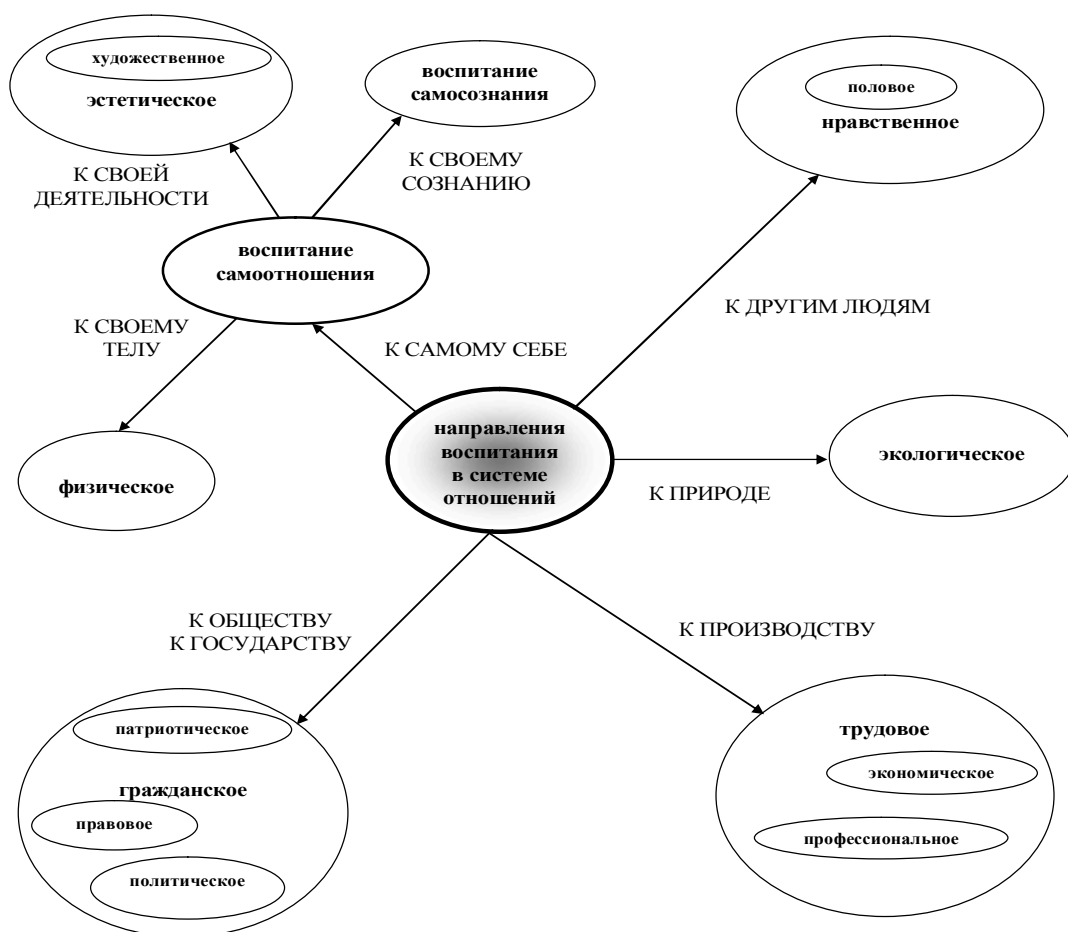 художественное
эстетическое
воспитание
самосознания
половое
нравственное
К СВОЕЙ
ДЕЯТЕЛЬНОСТИ
К СВОЕМУ
СОЗНАНИЮ
воспитание
самоотношения
К ДРУГИМ ЛЮДЯМ
К СВОЕМУ
ТЕЛУ
К САМОМУ СЕБЕ
направления
воспитания
в системе
отношений
экологическое
физическое
К ПРИРОДЕ
К ОБЩЕСТВУ
К ГОСУДАРСТВУ
К ПРОИЗВОДСТВУ
патриотическое
гражданское
правовое
политическое
трудовое
экономическое
профессиональное